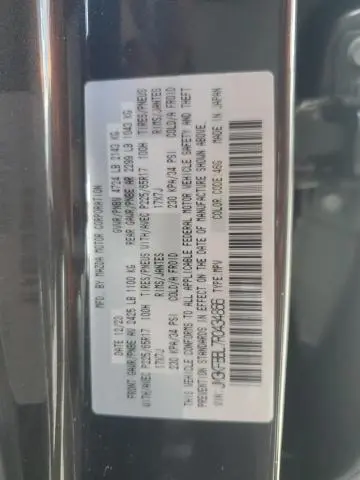 MFD. BY MAZDA MOTOR CORPORATION
DATE: 12/20 GVWR/PNBV 4724 LB 2143 KG
FRONT GAWR/PNBE AV 2425 LB 1100 KG REAR GAWR/PNBE AR 2299 LB 1043 KG
WITH/AVEC P225/65R17 100H TIRES/PNEUS WITH/AVEC P225/65R17 100H TIRES/PNEUS
17X7J RIMS/JANTES 17X7J RIMS/JANTES
230 KPA/34 PSI COLD/A FROID 230 KPA/34 PSI COLD/A FROID
THIS VEHICLE CONFORMS TO ALL APPLICABLE FEDERAL MOTOR VEHICLE SAFETY AND THEFT
PREVENTION STANDARDS IN EFFECT ON THE DATE OF MANUFACTURE SHOWN ABOVE.
VIN: TYPE:MPV COLOR CODE:46G MADE IN JAPAN